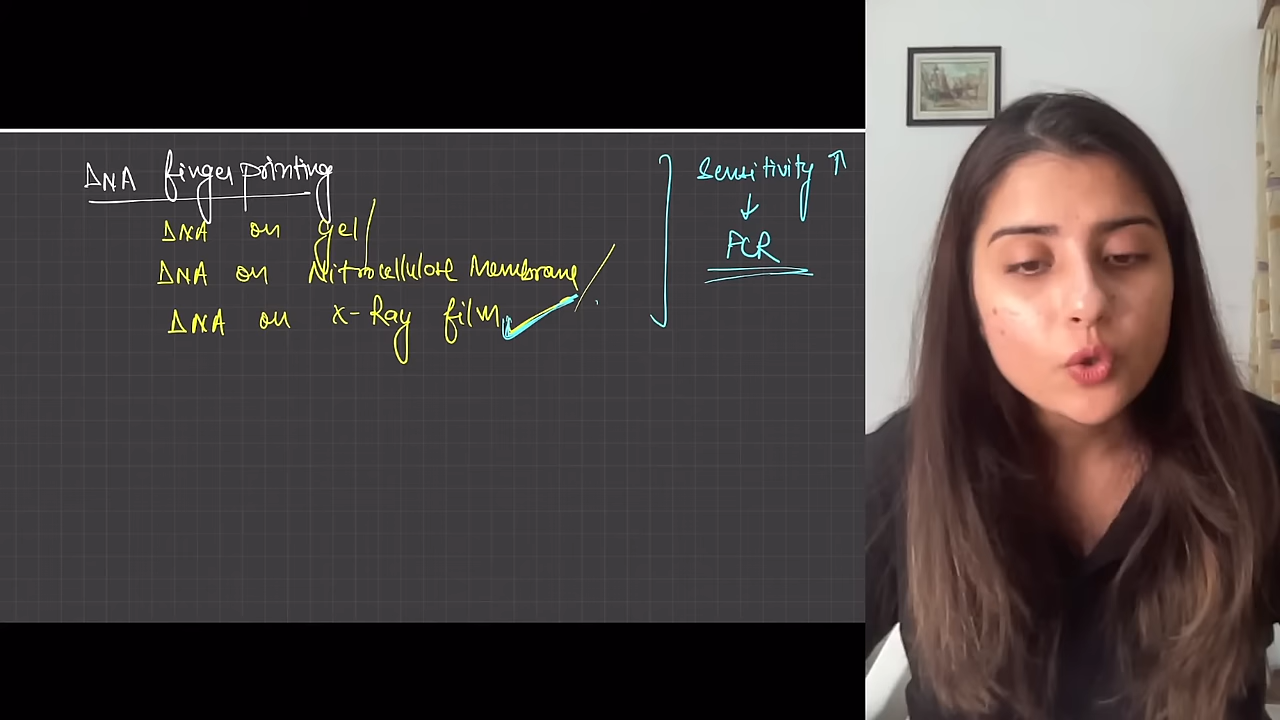 DNA fingerprinting
DNA on gel
DNA on Nitrocellulose Membrane
DNA on X-Ray film
Sensitivity ↑
↓
PCR